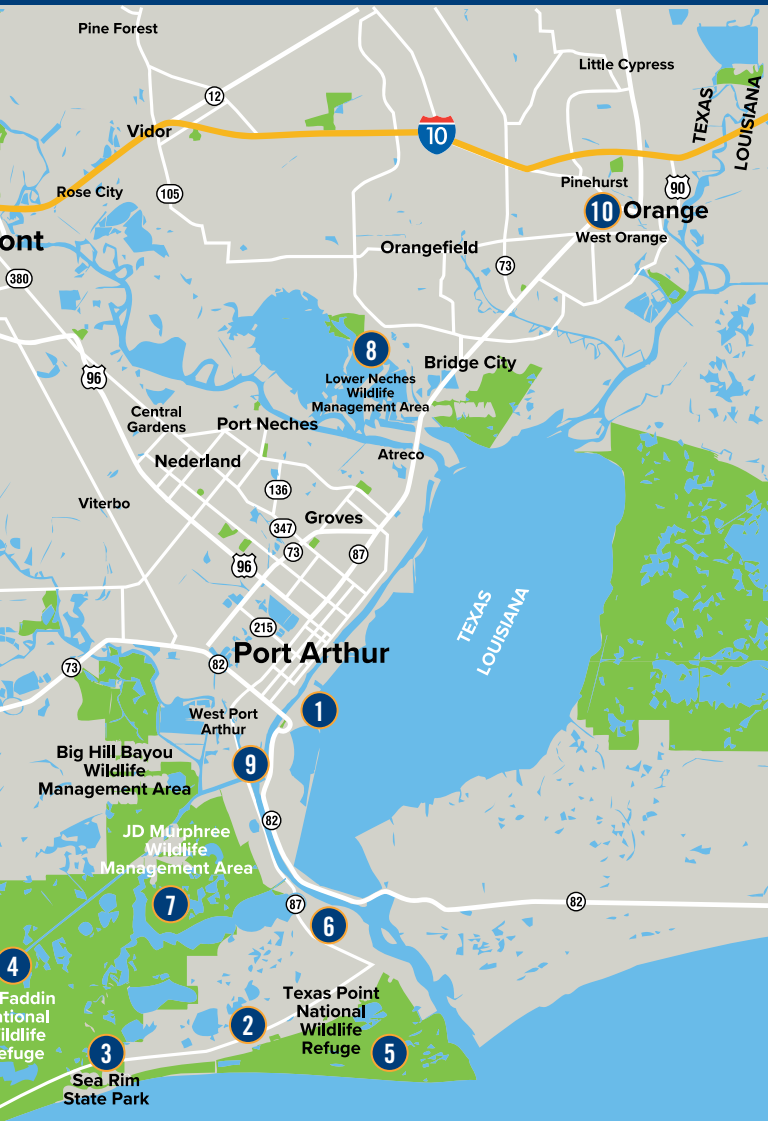 Pine Forest
Little Cypress
12
TEXAS
LOUISIANA
Vidor
10
Rose City
105
Pinehurst
90
10
Orange
West Orange
ont
Orangefield
73
380
8
Lower Neches
Wildlife
Management Area
Bridge City
96
Central
Gardens
Port Neches
Nederland
Atreco
136
Viterbo
347
Groves
73
87
96
TEXAS
LOUISIANA
215
Port Arthur
82
73
1
West Port
Arthur
9
Big Hill Bayou
Wildlife
Management Area
82
JD Murphree
Wildlife
Management Area
7
87
82
6
4
Faddin
ational
ildlife
efuge
Texas Point
National
Wildlife
Refuge
2
5
3
Sea Rim
State Park